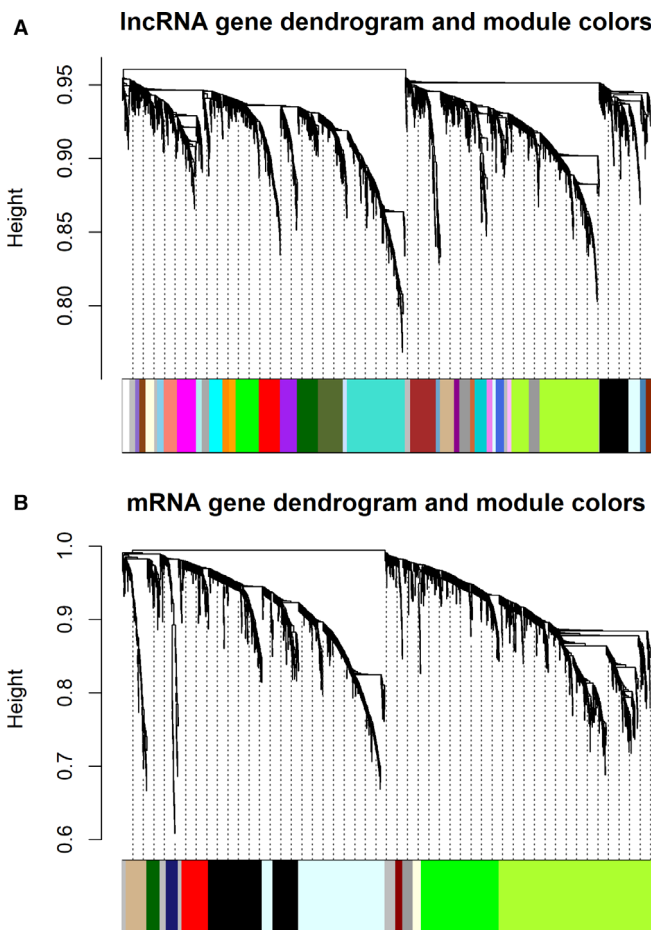 A
lncRNA gene dendrogram and module colors
Height
0.95
0.90
0.85
0.80
B
mRNA gene dendrogram and module colors
Height
1.0
0.9
0.8
0.7
0.6